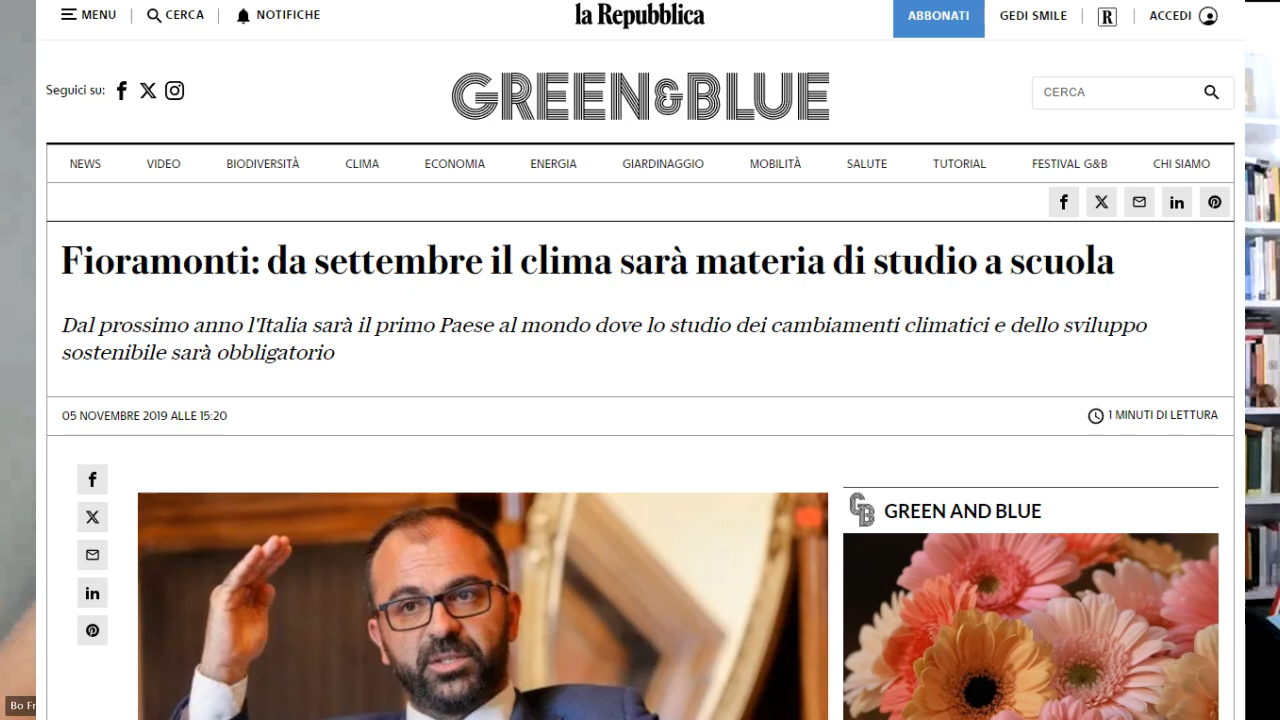 MENU
CERCA
NOTIFICHE
la Repubblica
ABBONATI
GEDI SMILE
R
ACCEDI
Seguici su:
GREEN&BLUE
CERCA
NEWS
VIDEO
BIODIVERSITÀ
CLIMA
ECONOMIA
ENERGIA
GIARDINAGGIO
MOBILITÀ
SALUTE
TUTORIAL
FESTIVAL G&B
CHI SIAMO
Fioramonti: da settembre il clima sarà materia di studio a scuola
Dal prossimo anno l'Italia sarà il primo Paese al mondo dove lo studio dei cambiamenti climatici e dello sviluppo
sostenibile sarà obbligatorio
05 NOVEMBRE 2019 ALLE 15:20
1 MINUTI DI LETTURA
GB
GREEN AND BLUE
Bo Fr